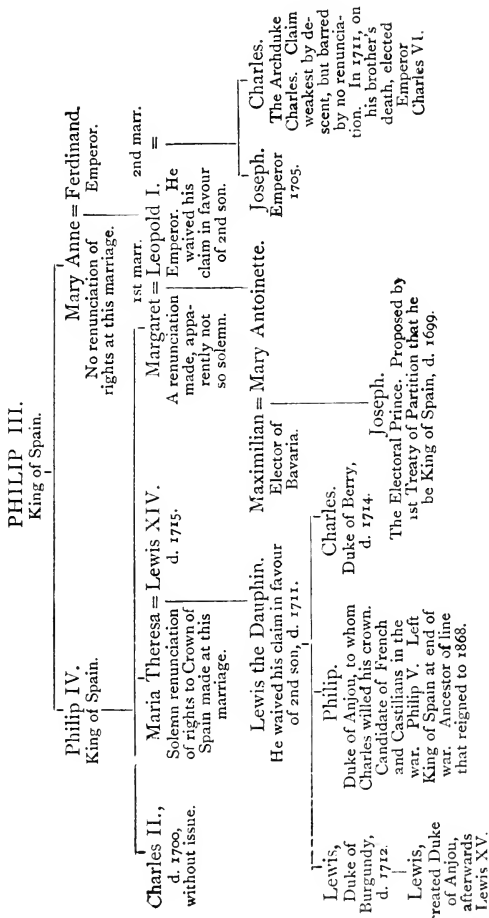 PHILIP III.
King of Spain.
Philip IV.
King of Spain.
Mary Anne = Ferdinand.
Emperor.
No renunciation of
rights at this marriage.
Charles II.,
d. 1700,
without issue.
Maria Theresa = Lewis XIV.
d. 1715.
Solemn renunciation
of rights to Crown of
Spain made at this
marriage.
1st marr.
2nd marr.
Margaret = Leopold I. =
A renunciation
made, appa-
rently not
so solemn.
Emperor. He
waived his
claim in favour
of 2nd son.
Lewis the Dauphin.
He waived his claim in favour
of 2nd son, d. 1711.
Maximilian = Mary Antoinette.
Elector of
Bavaria.
Joseph.
Emperor
1705.
Charles.
The Archduke
Charles. Claim
weakest by de-
scent, but barred
by no renuncia-
tion. In 1711, on
his brother's
death, elected
Emperor
Charles VI.
Lewis,
Duke of
Burgundy,
d. 1712.
Philip.
Duke of Anjou, to whom
Charles willed his crown.
Candidate of French
and Castilians in the
war. Philip V. Left
King of Spain at end of
war. Ancestor of line
that reigned to 1868.
Charles.
Duke of Berry,
d. 1714.
Joseph.
The Electoral Prince. Proposed by
1st Treaty of Partition that he
be King of Spain, d. 1699.
Lewis,
reated Duke
of Anjou,
afterwards
Lewis XV.